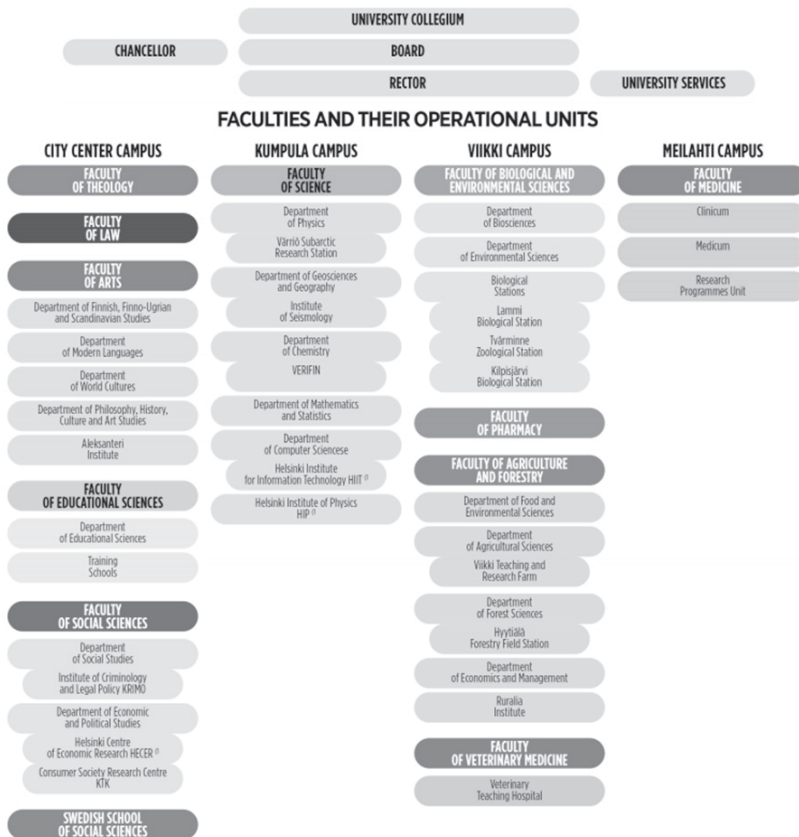 UNIVERSITY COLLEGIUM
CHANCELLOR
BOARD
RECTOR
UNIVERSITY SERVICES
FACULTIES AND THEIR OPERATIONAL UNITS
CITY CENTER CAMPUS
FACULTY
OF THEOLOGY
FACULTY
OF LAW
FACULTY
OF ARTS
Department of Finnish, Finno-Ugrian
and Scandinavian Studies
Department
of Modern Languages
Department
of World Cultures
Department of Philosophy, History,
Culture and Art Studies
Aleksanteri
Institute
FACULTY
OF EDUCATIONAL SCIENCES
Department
of Educational Sciences
Training
Schools
FACULTY
OF SOCIAL SCIENCES
Department
of Social Studies
Institute of Criminology
and Legal Policy KRIMO
Department of Economic
and Political Studies
Helsinki Centre
of Economic Research HECER
Consumer Society Research Centre
KTK
SWEDISH SCHOOL
OF SOCIAL SCIENCES
KUMPULA CAMPUS
FACULTY
OF SCIENCE
Department
of Physics
Värriö Subarctic
Research Station
Department of Geosciences
and Geography
Institute
of Seismology
Department
of Chemistry
VERIFIN
Department of Mathematics
and Statistics
Department
of Computer Sciencese
Helsinki Institute
for Information Technology HIIT
Helsinki Institute of Physics
HIP
VIIKKI CAMPUS
FACULTY OF BIOLOGICAL AND
ENVIRONMENTAL SCIENCES
Department
of Biosciences
Department
of Environmental Sciences
Biological
Stations
Lammi
Biological Station
Tvärminne
Zoological Station
Kilpisjärvi
Biological Station
FACULTY
OF PHARMACY
FACULTY OF AGRICULTURE
AND FORESTRY
Department of Food and
Environmental Sciences
Department
of Agricultural Sciences
Viikki Teaching and
Research Farm
Department
of Forest Sciences
Hyytiälä
Forestry Field Station
Department
of Economics and Management
Ruralia
Institute
FACULTY
OF VETERINARY MEDICINE
Veterinary
Teaching Hospital
MEILAHTI CAMPUS
FACULTY
OF MEDICINE
Clinicum
Medicum
Research
Programmes Unit